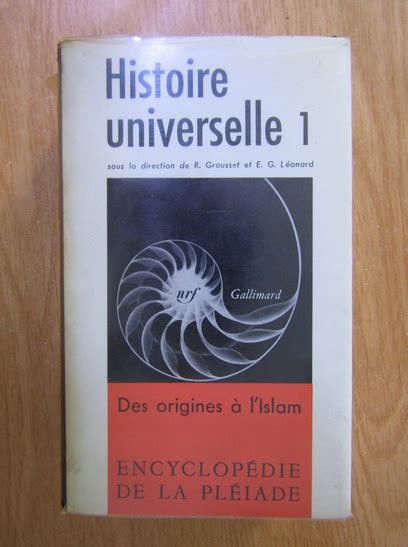 Histoire
universelle 1
sous la direction de R. Grousset et E. G. Léonard
nrf Gallimard
Des origines à l'Islam
ENCYCLOPÉDIE
DE LA PLÉIADE